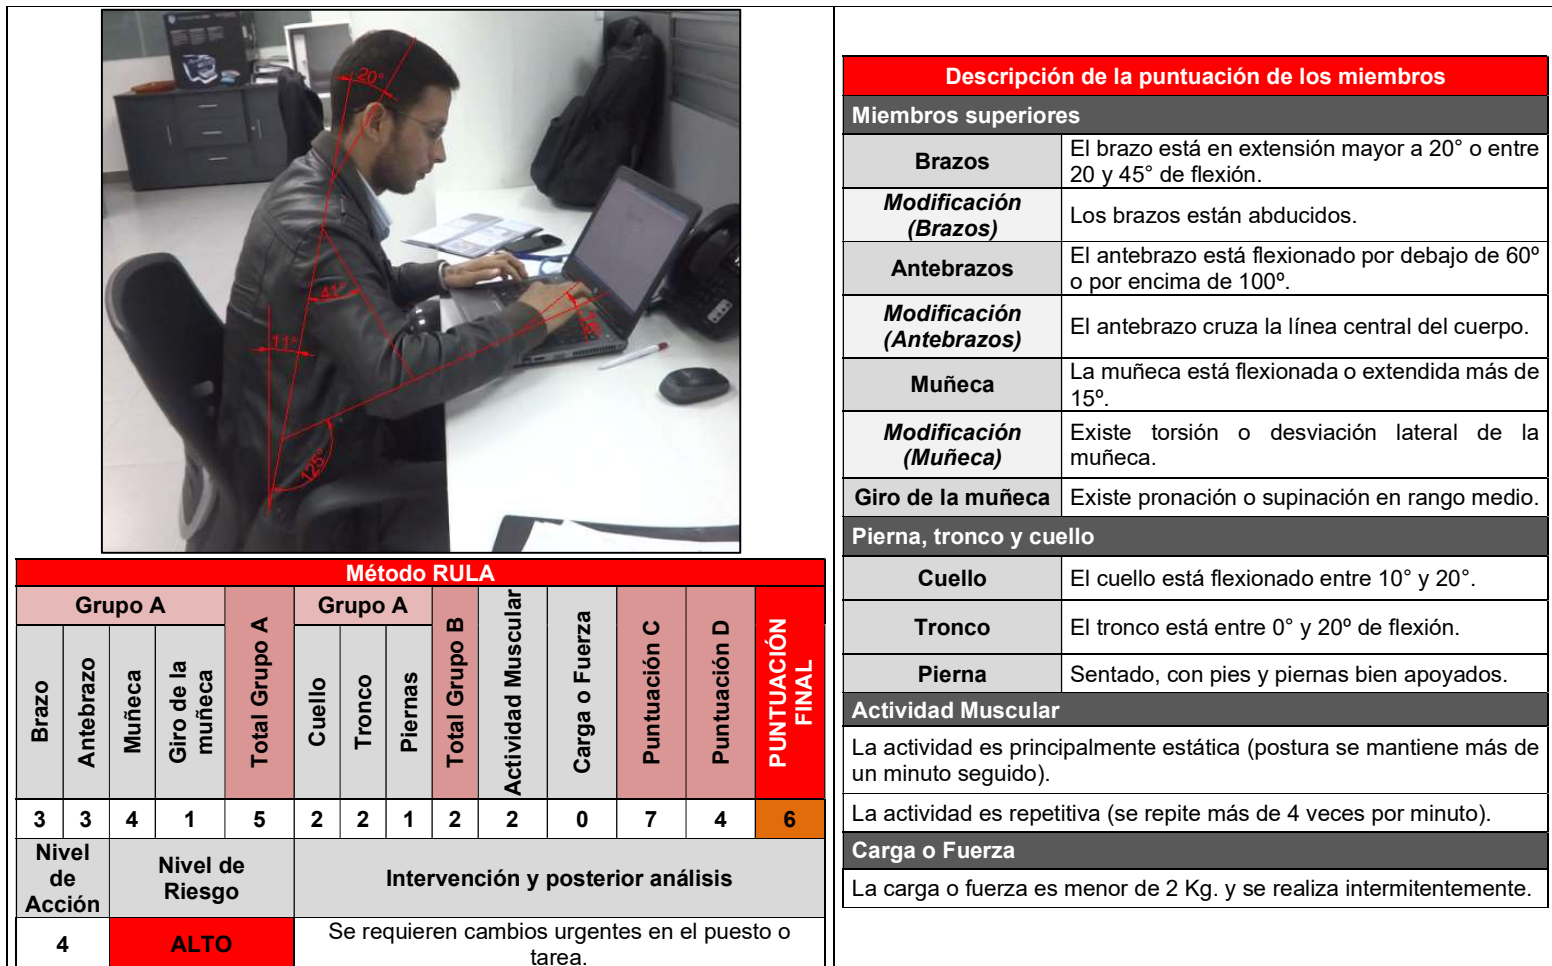 20°
41°
11°
125°
Método RULA
Grupo A
Grupo A
Brazo
Antebrazo
Muñeca
Giro de la
muñeca
Total Grupo A
Cuello
Tronco
Piernas
Total Grupo B
Actividad Muscular
Carga o Fuerza
Puntuación C
Puntuación D
PUNTUACIÓN
FINAL
3 3 4 1 5 2 2 1 2 2 0 7 4 6
Nivel
de
Acción
Nivel de
Riesgo
Intervención y posterior análisis
4
ALTO
Se requieren cambios urgentes en el puesto o
tarea.
Descripción de la puntuación de los miembros
Miembros superiores
Brazos
El brazo está en extensión mayor a 20° o entre
20 y 45° de flexión.
Modificación
(Brazos)
Los brazos están abducidos.
Antebrazos
El antebrazo está flexionado por debajo de 60º
o por encima de 100º.
Modificación
(Antebrazos)
El antebrazo cruza la línea central del cuerpo.
Muñeca
La muñeca está flexionada o extendida más de
15º.
Modificación
(Muñeca)
Existe torsión o desviación lateral de la
muñeca.
Giro de la muñeca
Existe pronación o supinación en rango medio.
Pierna, tronco y cuello
Cuello
El cuello está flexionado entre 10° y 20°.
Tronco
El tronco está entre 0° y 20º de flexión.
Pierna
Sentado, con pies y piernas bien apoyados.
Actividad Muscular
La actividad es principalmente estática (postura se mantiene más de
un minuto seguido).
La actividad es repetitiva (se repite más de 4 veces por minuto).
Carga o Fuerza
La carga o fuerza es menor de 2 Kg. y se realiza intermitentemente.